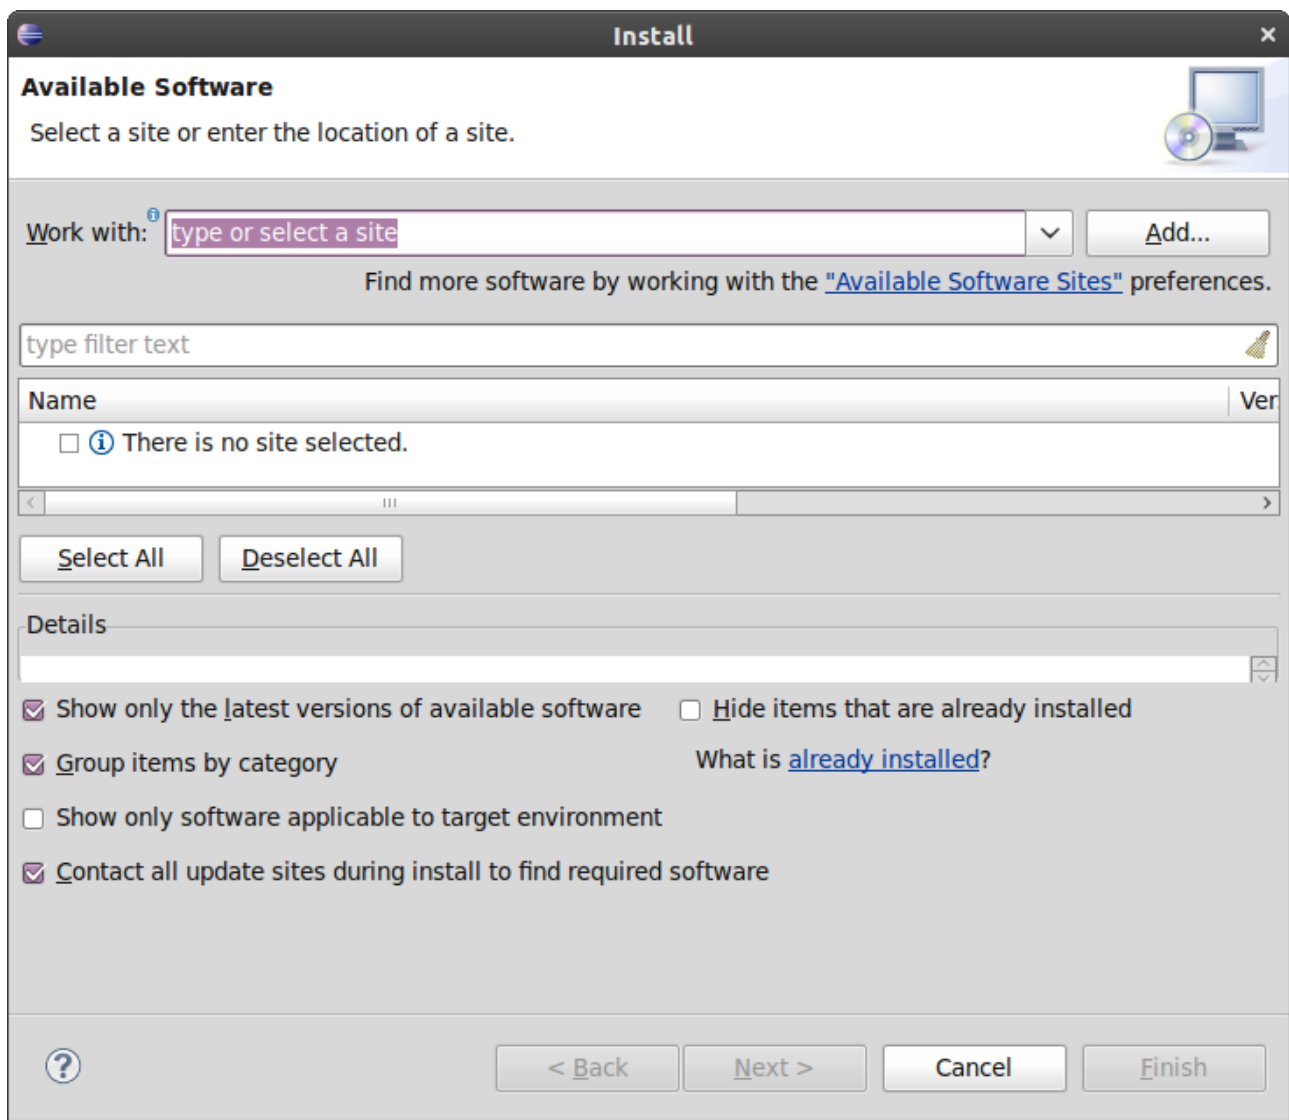 Install
Available Software
Select a site or enter the location of a site.
Work with: type or select a site Add...
Find more software by working with the "Available Software Sites" preferences.
type filter text
Name Ver
There is no site selected.
Select All Deselect All
Details
Show only the latest versions of available software Hide items that are already installed
Group items by category What is already installed?
Show only software applicable to target environment
Contact all update sites during install to find required software
? < Back Next > Cancel Finish